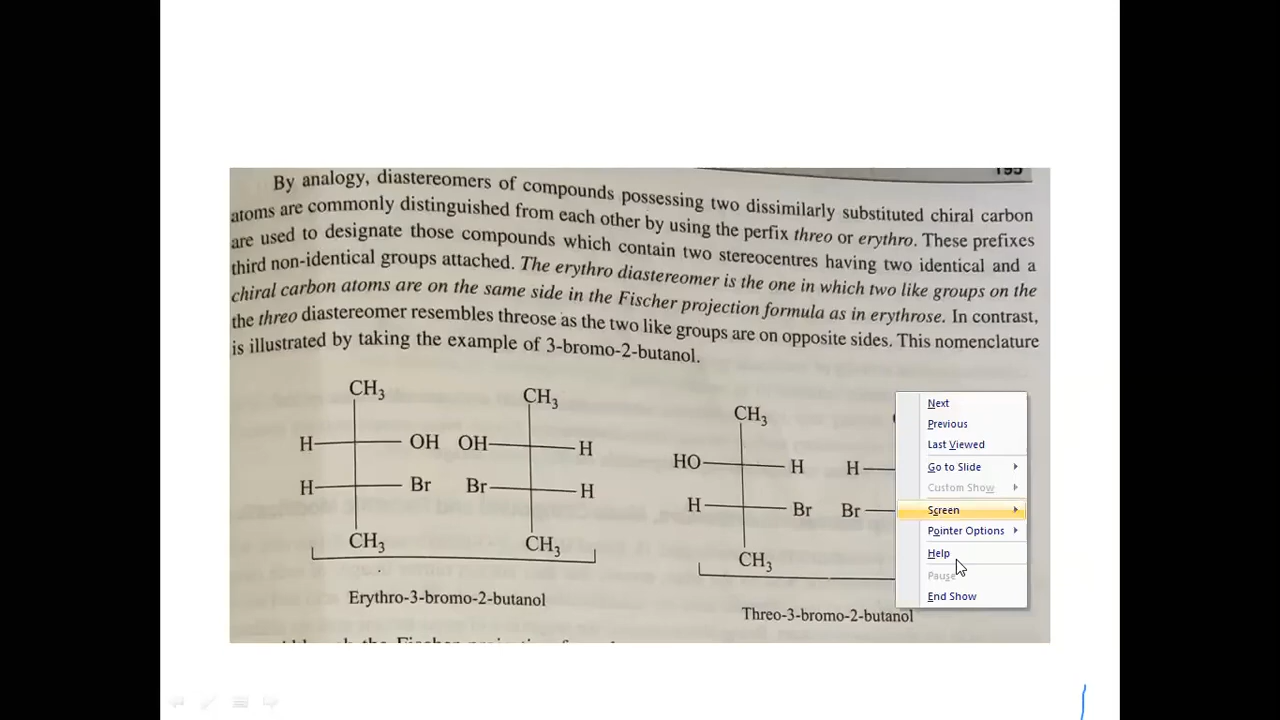 195
By analogy, diastereomers of compounds possessing two dissimilarly substituted chiral carbon
atoms are commonly distinguished from each other by using the perfix threo or erythro. These prefixes
are used to designate those compounds which contain two stereocentres having two identical and a
third non-identical groups attached. The erythro diastereomer is the one in which two like groups on the
chiral carbon atoms are on the same side in the Fischer projection formula as in erythrose. In contrast,
the threo diastereomer resembles threose as the two like groups are on opposite sides. This nomenclature
is illustrated by taking the example of 3-bromo-2-butanol.
CH3 CH3 CH3
H OH OH H HO H H
H Br Br H H Br Br
CH3 CH3 CH3
Erythro-3-bromo-2-butanol
Threo-3-bromo-2-butanol
Next
Previous
Last Viewed
Go to Slide
Custom Show
Screen
Pointer Options
Help
Pause
End Show